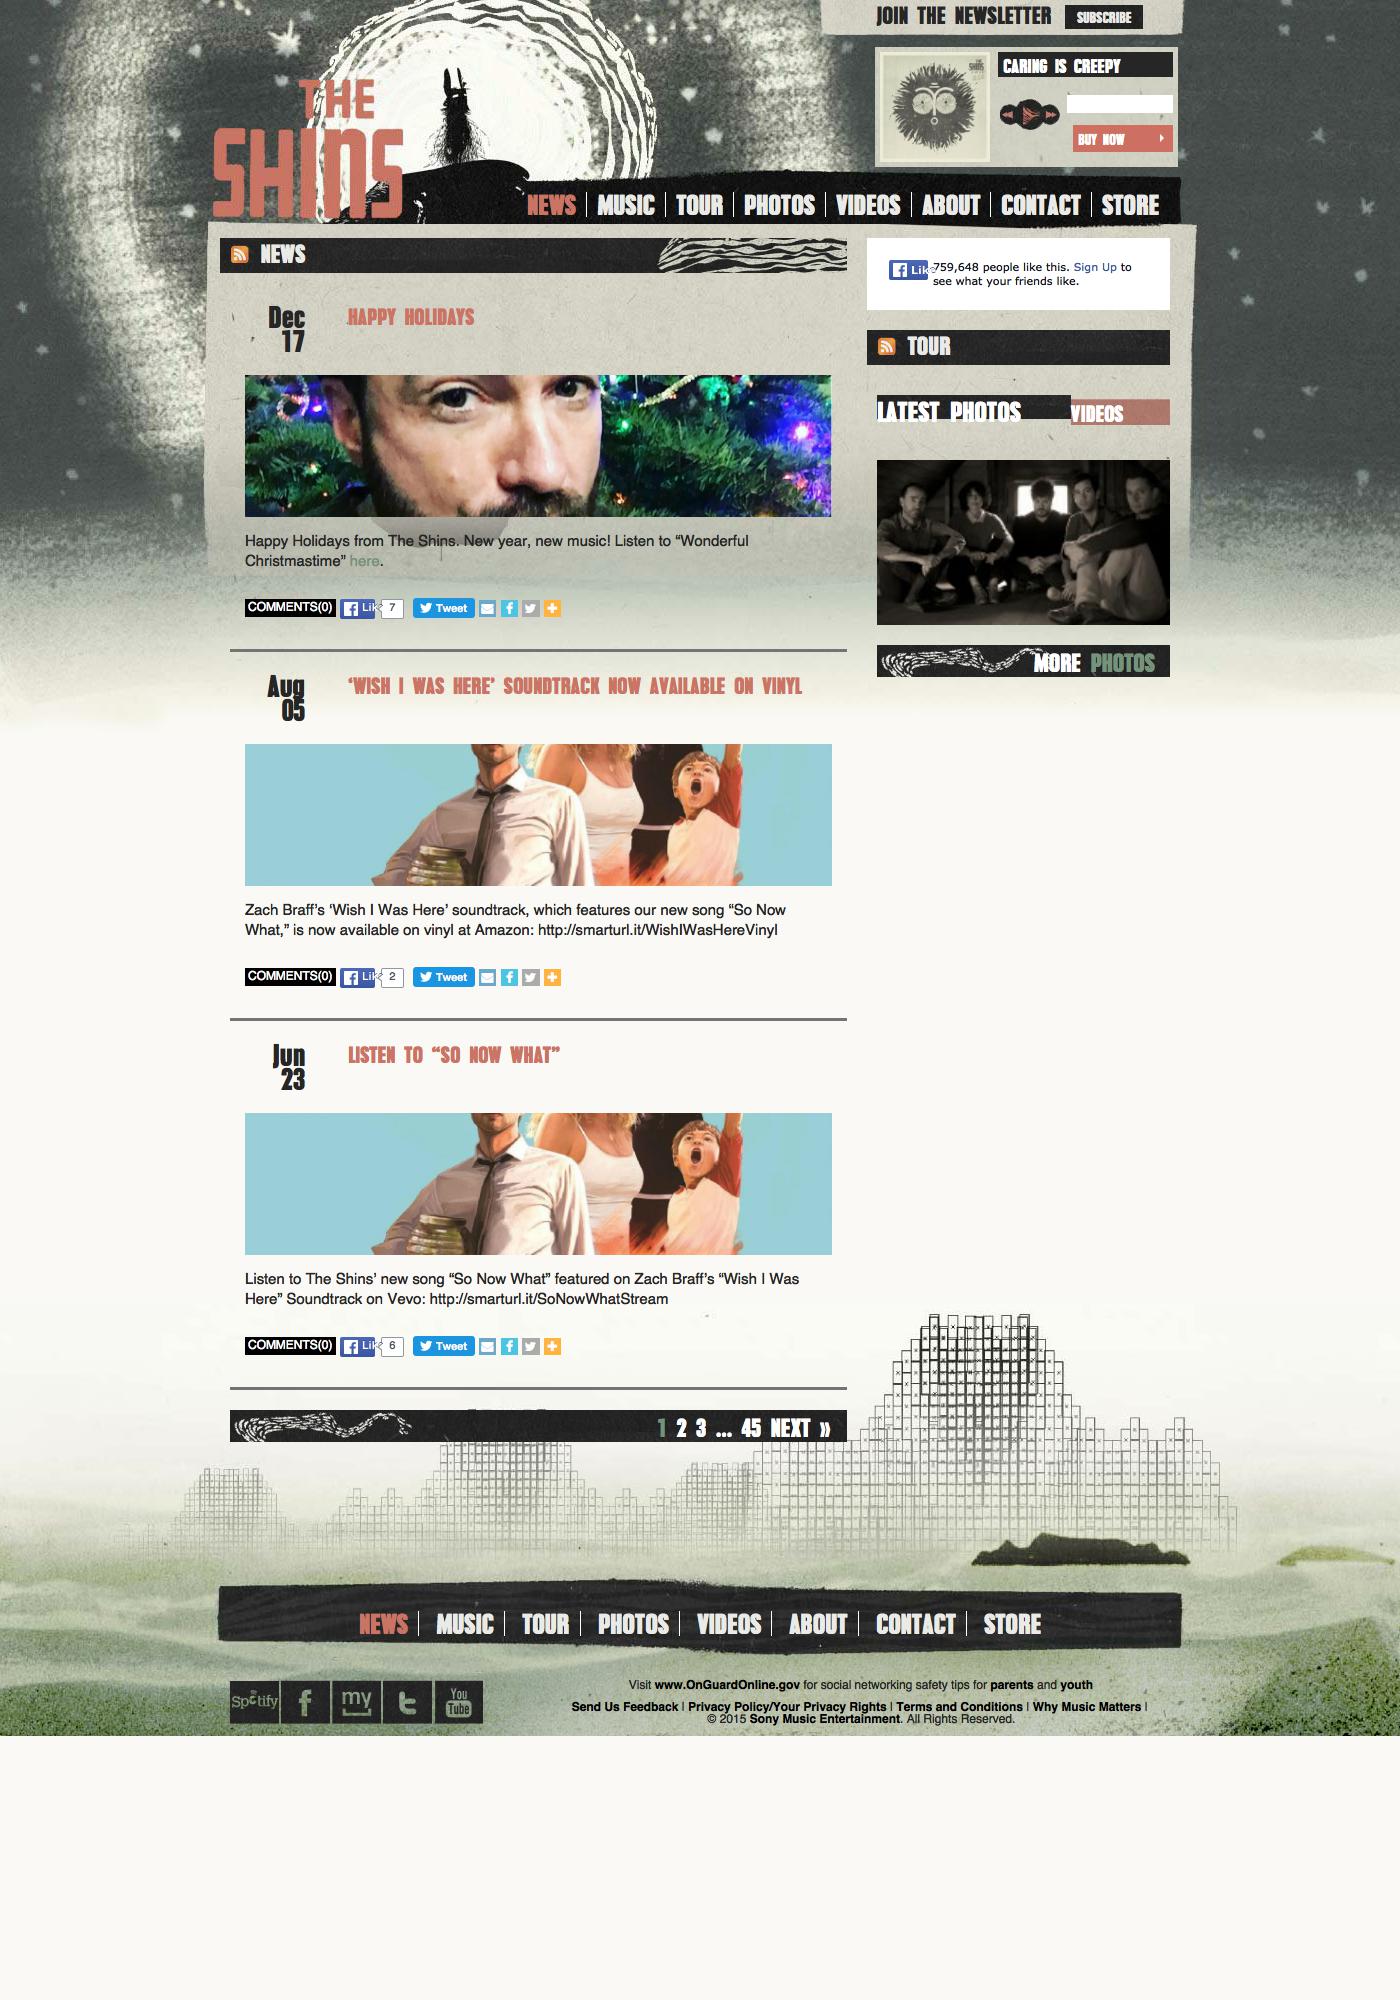 JOIN THE NEWSLETTER SUBSCRIBE
THE
SHINS
CARING IS CREEPY
BUY NOW
NEWS MUSIC TOUR PHOTOS VIDEOS ABOUT CONTACT STORE
NEWS
Dec
17
HAPPY HOLIDAYS
Happy Holidays from The Shins. New year, new music! Listen to “Wonderful
Christmastime” here.
COMMENTS(0) Lik 7 Tweet
Aug
05
‘WISH I WAS HERE’ SOUNDTRACK NOW AVAILABLE ON VINYL
Zach Braff’s ‘Wish I Was Here’ soundtrack, which features our new song “So Now
What,” is now available on vinyl at Amazon: http://smarturl.it/WishIWasHereVinyl
COMMENTS(0) Lik 2 Tweet
Jun
23
LISTEN TO “SO NOW WHAT”
Listen to The Shins’ new song “So Now What” featured on Zach Braff’s “Wish I Was
Here” Soundtrack on Vevo: http://smarturl.it/SoNowWhatStream
COMMENTS(0) Lik 6 Tweet
1 2 3 ... 45 NEXT »
Like 759,648 people like this. Sign Up to
see what your friends like.
TOUR
LATEST PHOTOS VIDEOS
MORE PHOTOS
NEWS MUSIC TOUR PHOTOS VIDEOS ABOUT CONTACT STORE
Spotify f my t You
Tube
Visit www.OnGuardOnline.gov for social networking safety tips for parents and youth
Send Us Feedback | Privacy Policy/Your Privacy Rights | Terms and Conditions | Why Music Matters |
© 2015 Sony Music Entertainment. All Rights Reserved.